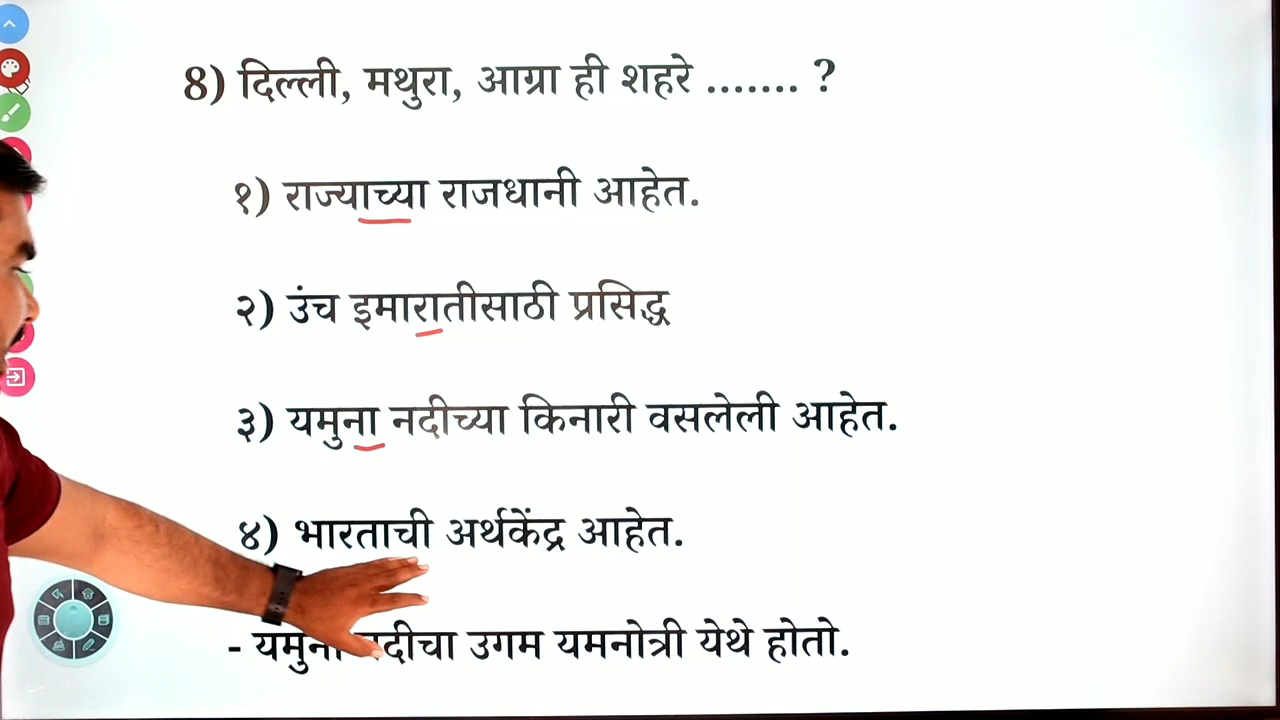 8) दिल्ली, मथुरा, आग्रा ही शहरे ....... ?
१) राज्याच्या राजधानी आहेत.
२) उंच इमारातीसाठी प्रसिद्ध
३) यमुना नदीच्या किनारी वसलेली आहेत.
४) भारताची अर्थकेंद्र आहेत.
- यमुना नदीचा उगम यमनोत्री येथे होतो.